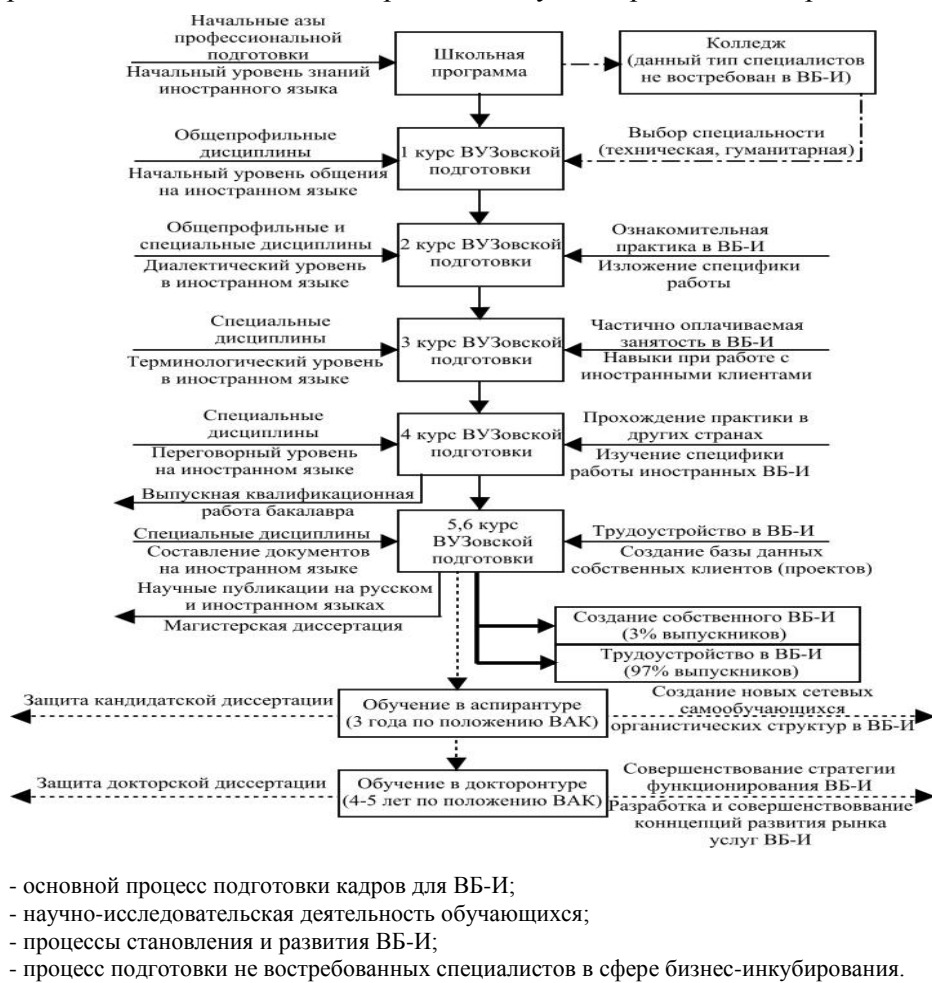 Начальные азы
профессиональной
подготовки
Начальный уровень знаний
иностранного языка
Школьная
программа
Колледж
(данный тип специалистов
не востребован в ВБ-И)
Общепрофильные
дисциплины
Начальный уровень общения
на иностранном языке
1 курс ВУЗовской
подготовки
Выбор специальности
(техническая, гуманитарная)
Общепрофильные и
специальные дисциплины
Диалектический уровень
в иностранном языке
2 курс ВУЗовской
подготовки
Ознакомительная
практика в ВБ-И
Изложение специфики
работы
Специальные
дисциплины
Терминологический уровень
в иностранном языке
3 курс ВУЗовской
подготовки
Частично оплачиваемая
занятость в ВБ-И
Навыки при работе с
иностранными клиентами
Специальные
дисциплины
Переговорный уровень
на иностранном языке
4 курс ВУЗовской
подготовки
Прохождение практики в
других странах
Изучение специфики
работы иностранных ВБ-И
Выпускная квалификационная
работа бакалавра
Специальные дисциплины
Составление документов
на иностранном языке
5,6 курс
ВУЗовской
подготовки
Трудоустройство в ВБ-И
Создание базы данных
собственных клиентов (проектов)
Научные публикации на русском
и иностранном языках
Магистерская диссертация
Создание собственного ВБ-И
(3% выпускников)
Трудоустройство в ВБ-И
(97% выпускников)
Защита кандидатской диссертации
Обучение в аспирантуре
(3 года по положению ВАК)
Создание новых сетевых
самообучающихся
органистических структур в ВБ-И
Защита докторской диссертации
Обучение в докторонтуре
(4-5 лет по положению ВАК)
Совершенствование стратегии
функционирования ВБ-И
Разработка и совершенствоввание
коннцепций развития рынка
услуг ВБ-И
- основной процесс подготовки кадров для ВБ-И;
- научно-исследовательская деятельность обучающихся;
- процессы становления и развития ВБ-И;
- процесс подготовки не востребованных специалистов в сфере бизнес-инкубирования.